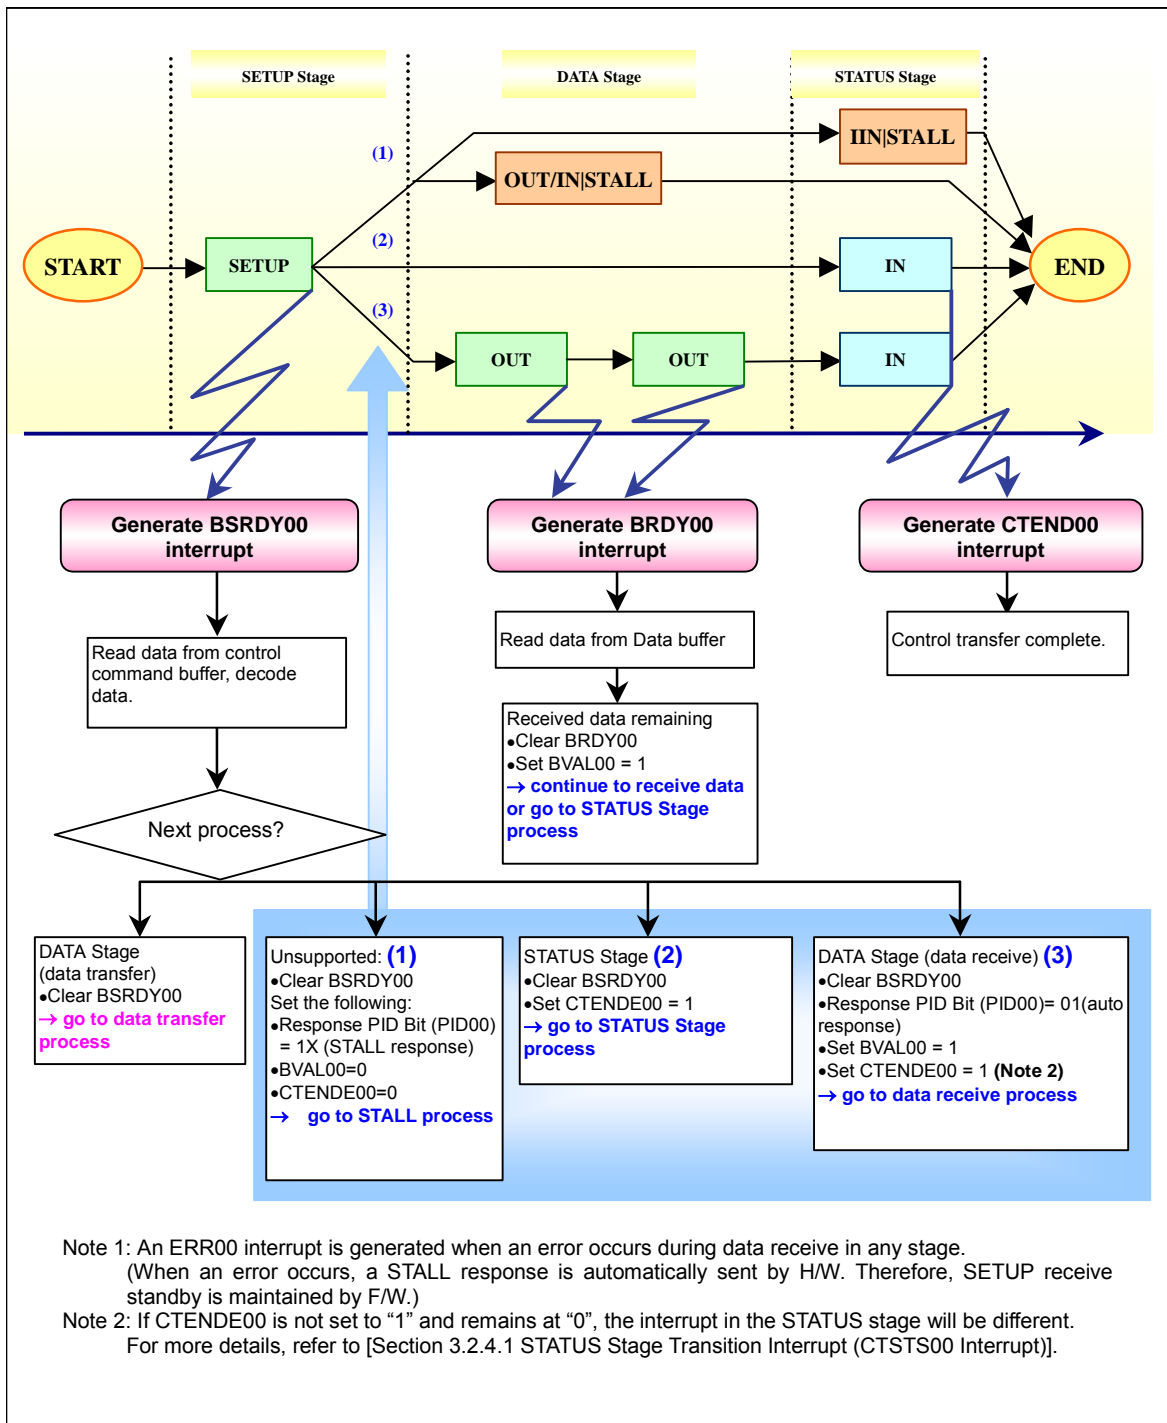 SETUP Stage
DATA Stage
STATUS Stage
(1)
IIN|STALL
OUT/IN|STALL
(2)
START
SETUP
IN
END
(3)
OUT
OUT
IN
Generate BSRDY00
interrupt
Generate BRDY00
interrupt
Generate CTEND00
interrupt
Read data from control
command buffer, decode
data.
Read data from Data buffer
Control transfer complete.
Received data remaining
•Clear BRDY00
•Set BVAL00 = 1
→ continue to receive data
or go to STATUS Stage
process
Next process?
DATA Stage
(data transfer)
•Clear BSRDY00
→ go to data transfer
process
Unsupported: (1)
•Clear BSRDY00
Set the following:
•Response PID Bit (PID00)
= 1X (STALL response)
•BVAL00=0
•CTENDE00=0
→ go to STALL process
STATUS Stage (2)
•Clear BSRDY00
•Set CTENDE00 = 1
→ go to STATUS Stage
process
DATA Stage (data receive) (3)
•Clear BSRDY00
•Response PID Bit (PID00)= 01(auto
response)
•Set BVAL00 = 1
•Set CTENDE00 = 1 (Note 2)
→ go to data receive process
Note 1: An ERR00 interrupt is generated when an error occurs during data receive in any stage.
(When an error occurs, a STALL response is automatically sent by H/W. Therefore, SETUP receive
standby is maintained by F/W.)
Note 2: If CTENDE00 is not set to “1” and remains at “0”, the interrupt in the STATUS stage will be different.
For more details, refer to [Section 3.2.4.1 STATUS Stage Transition Interrupt (CTSTS00 Interrupt)].